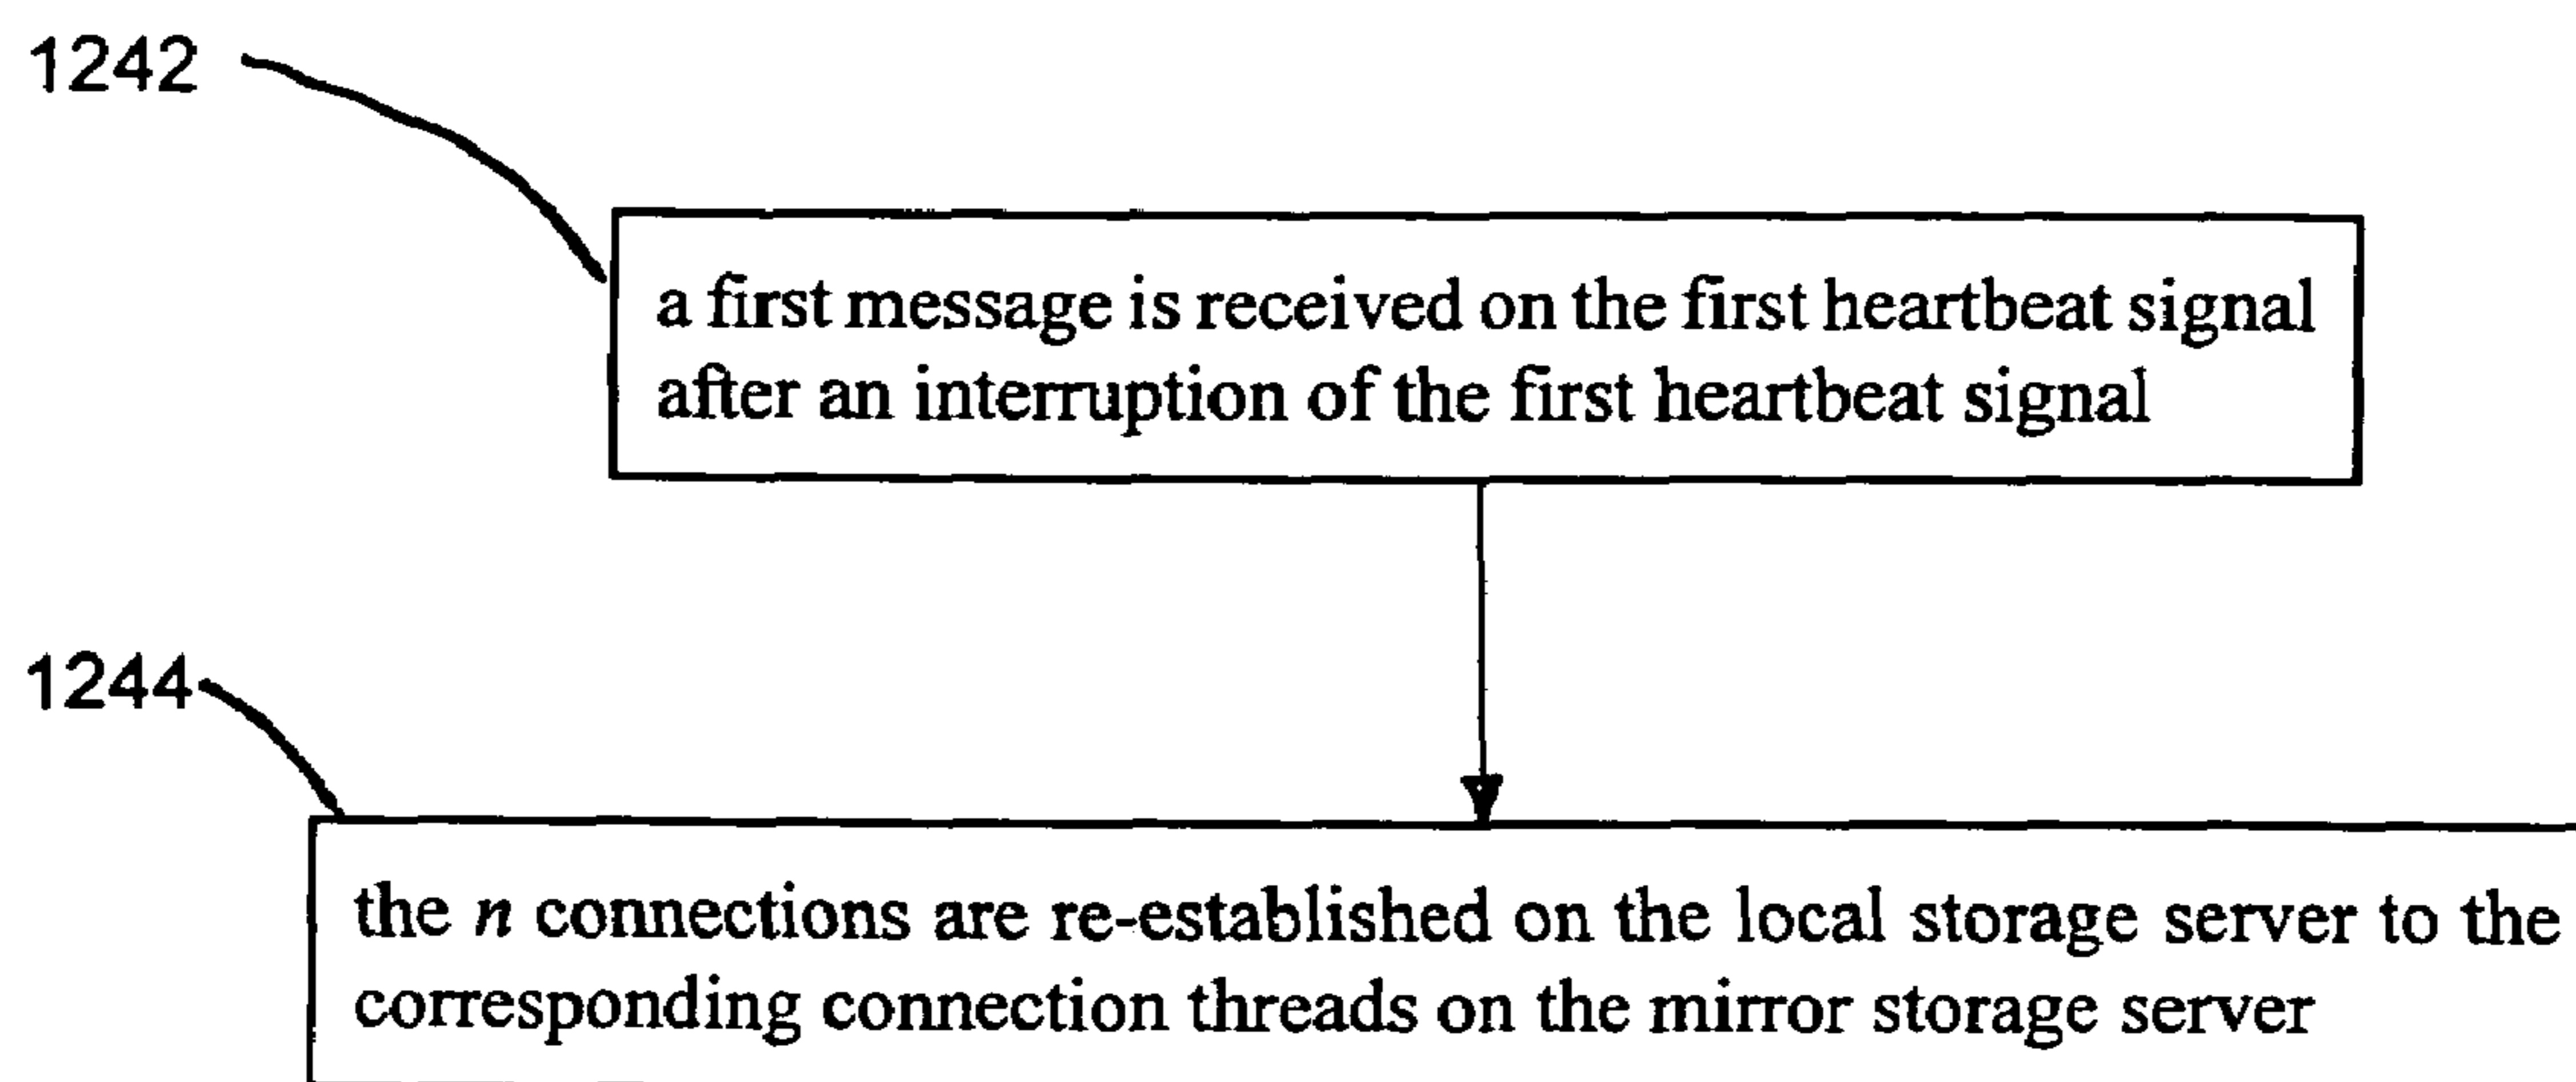 1242
a first message is received on the first heartbeat signal
after an interruption of the first heartbeat signal
1244
the n connections are re-established on the local storage server to the
corresponding connection threads on the mirror storage server